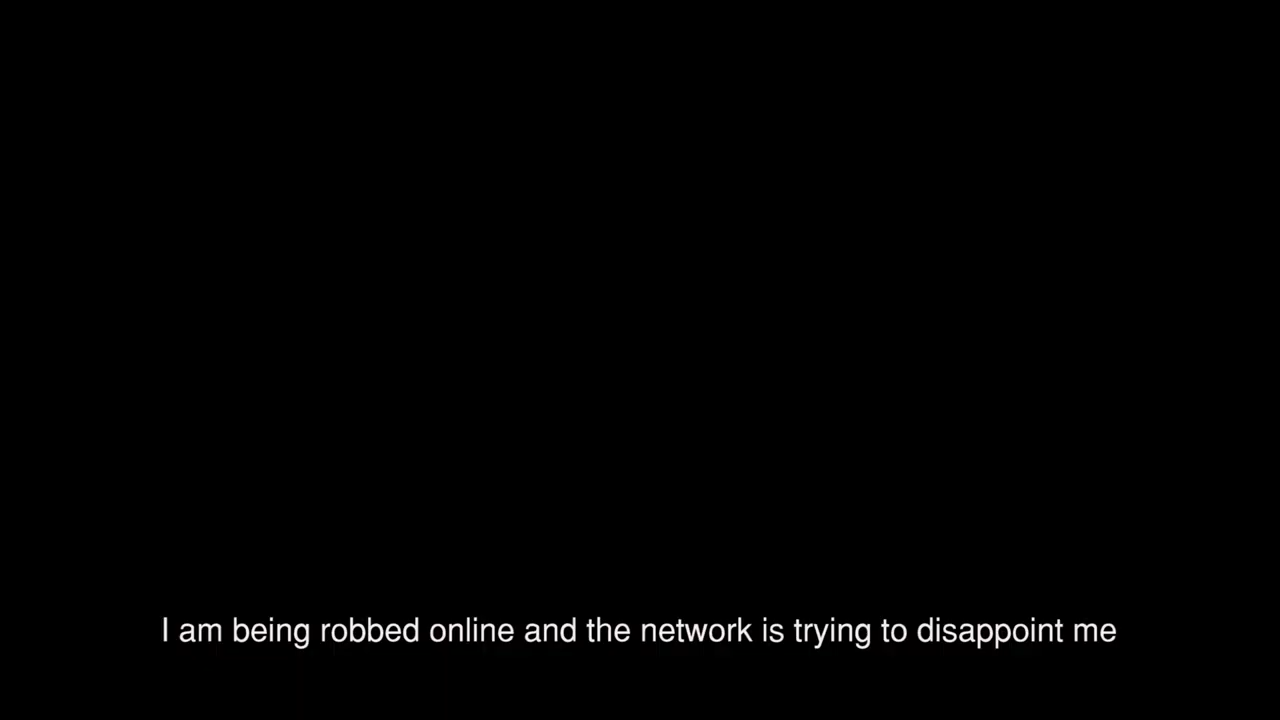 I am being robbed online and the network is trying to disappoint me